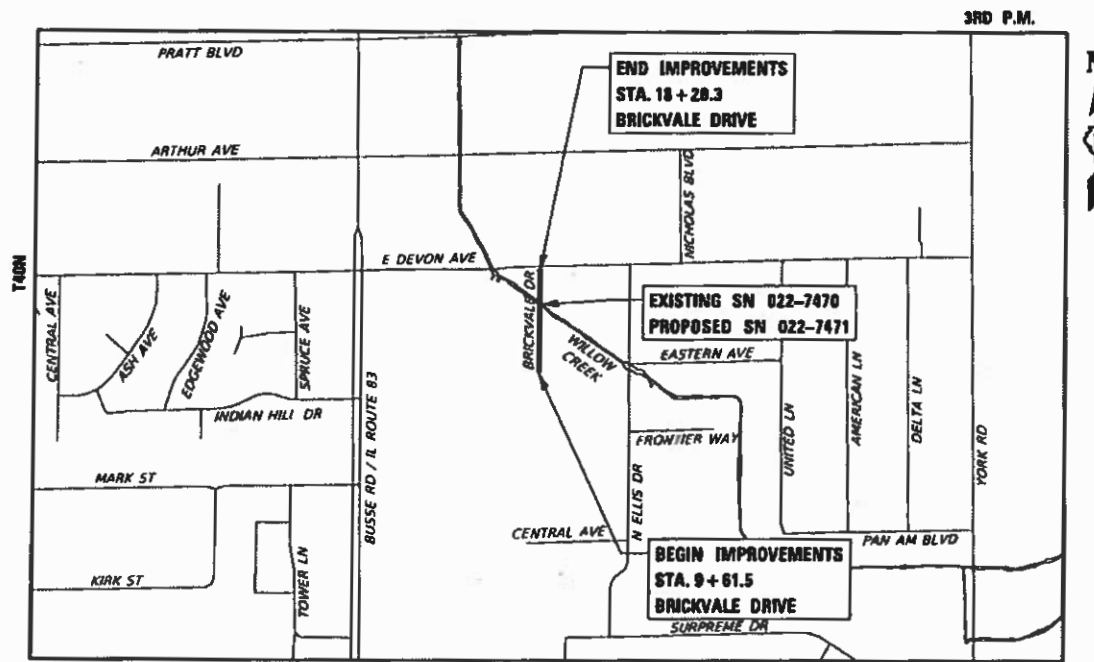 3RD P.M.
PRATT BLVD
END IMPROVEMENTS
STA. 18+28.3
BRICKVALE DRIVE
N
ARTHUR AVE
NICHOLAS BLVD
E DEVON AVE
T40N
CENTRAL AVE
ASH AVE
EDGEWOOD AVE
SPRUCE AVE
BRICKVALE DR
EXISTING SN 022-7470
PROPOSED SN 022-7471
WILLOW
CREEK
EASTERN AVE
INDIAN HILL DR
BUSSE RD / IL ROUTE 83
FRONTIER WAY
UNITED LN
AMERICAN LN
DELTA LN
YORK RD
MARK ST
N ELLIS DR
CENTRAL AVE
PAN AM BLVD
BEGIN IMPROVEMENTS
STA. 9+61.5
BRICKVALE DRIVE
KIRK ST
TOWER LN
SURPREME DR